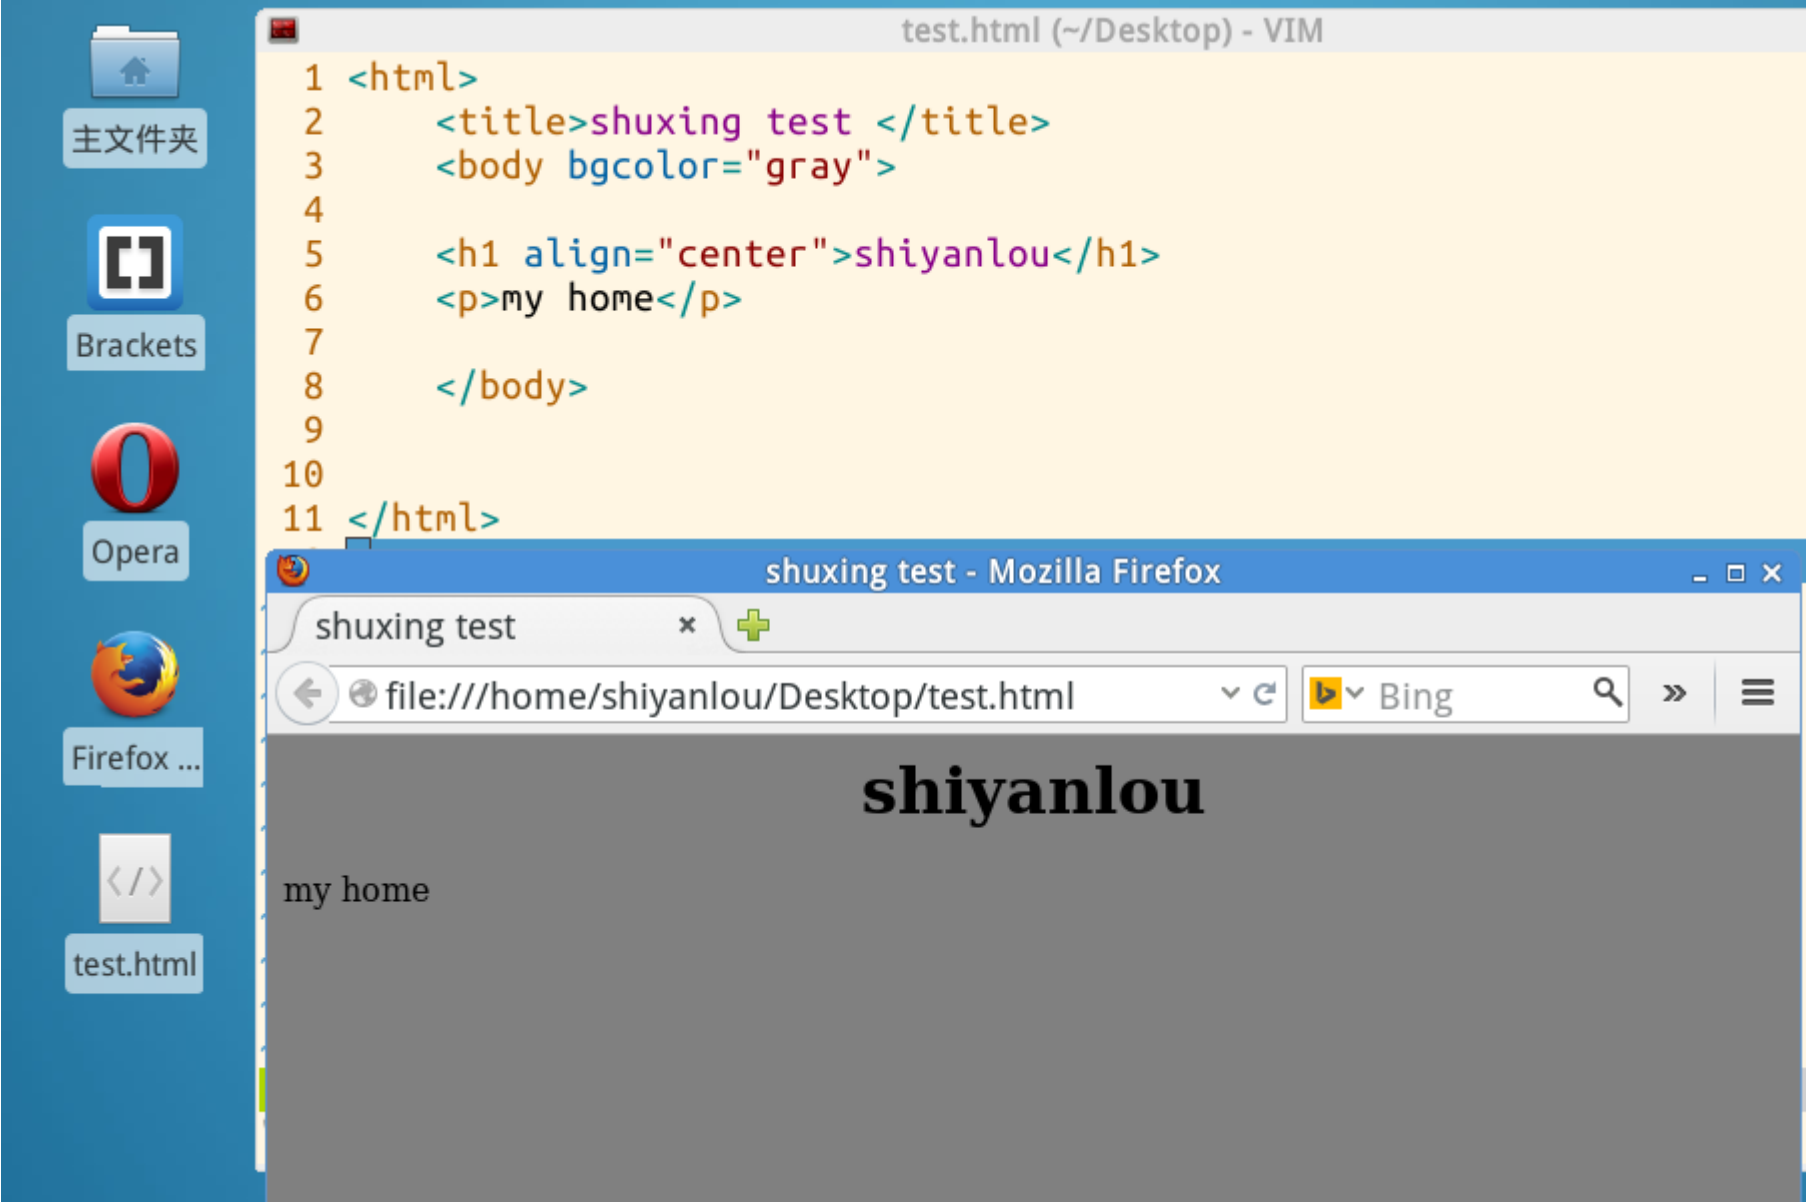 主文件夹
Brackets
Opera
Firefox ...
test.html
test.html (~/Desktop) - VIM
1 <html>
2     <title>shuxing test </title>
3     <body bgcolor="gray">
4
5     <h1 align="center">shiyanlou</h1>
6     <p>my home</p>
7
8     </body>
9
10
11 </html>
shuxing test - Mozilla Firefox
shuxing test
file:///home/shiyanlou/Desktop/test.html
Bing
shiyanlou
my home